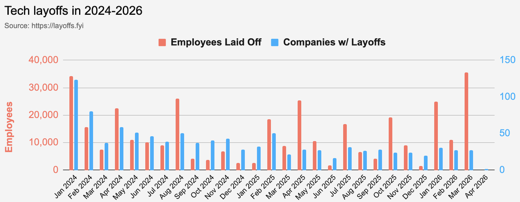 Tech layoffs in 2024-2026
Source: https://layoffs.fyi
Employees Laid Off
Companies w/ Layoffs
Employees
40,000
30,000
20,000
10,000
0
150
100
50
0
Jan 2024
Feb 2024
Mar 2024
Apr 2024
May 2024
Jun 2024
Jul 2024
Aug 2024
Sep 2024
Oct 2024
Nov 2024
Dec 2024
Jan 2025
Feb 2025
Mar 2025
Apr 2025
May 2025
Jun 2025
Jul 2025
Aug 2025
Sep 2025
Oct 2025
Nov 2025
Dec 2025
Jan 2026
Feb 2026
Mar 2026
Apr 2026